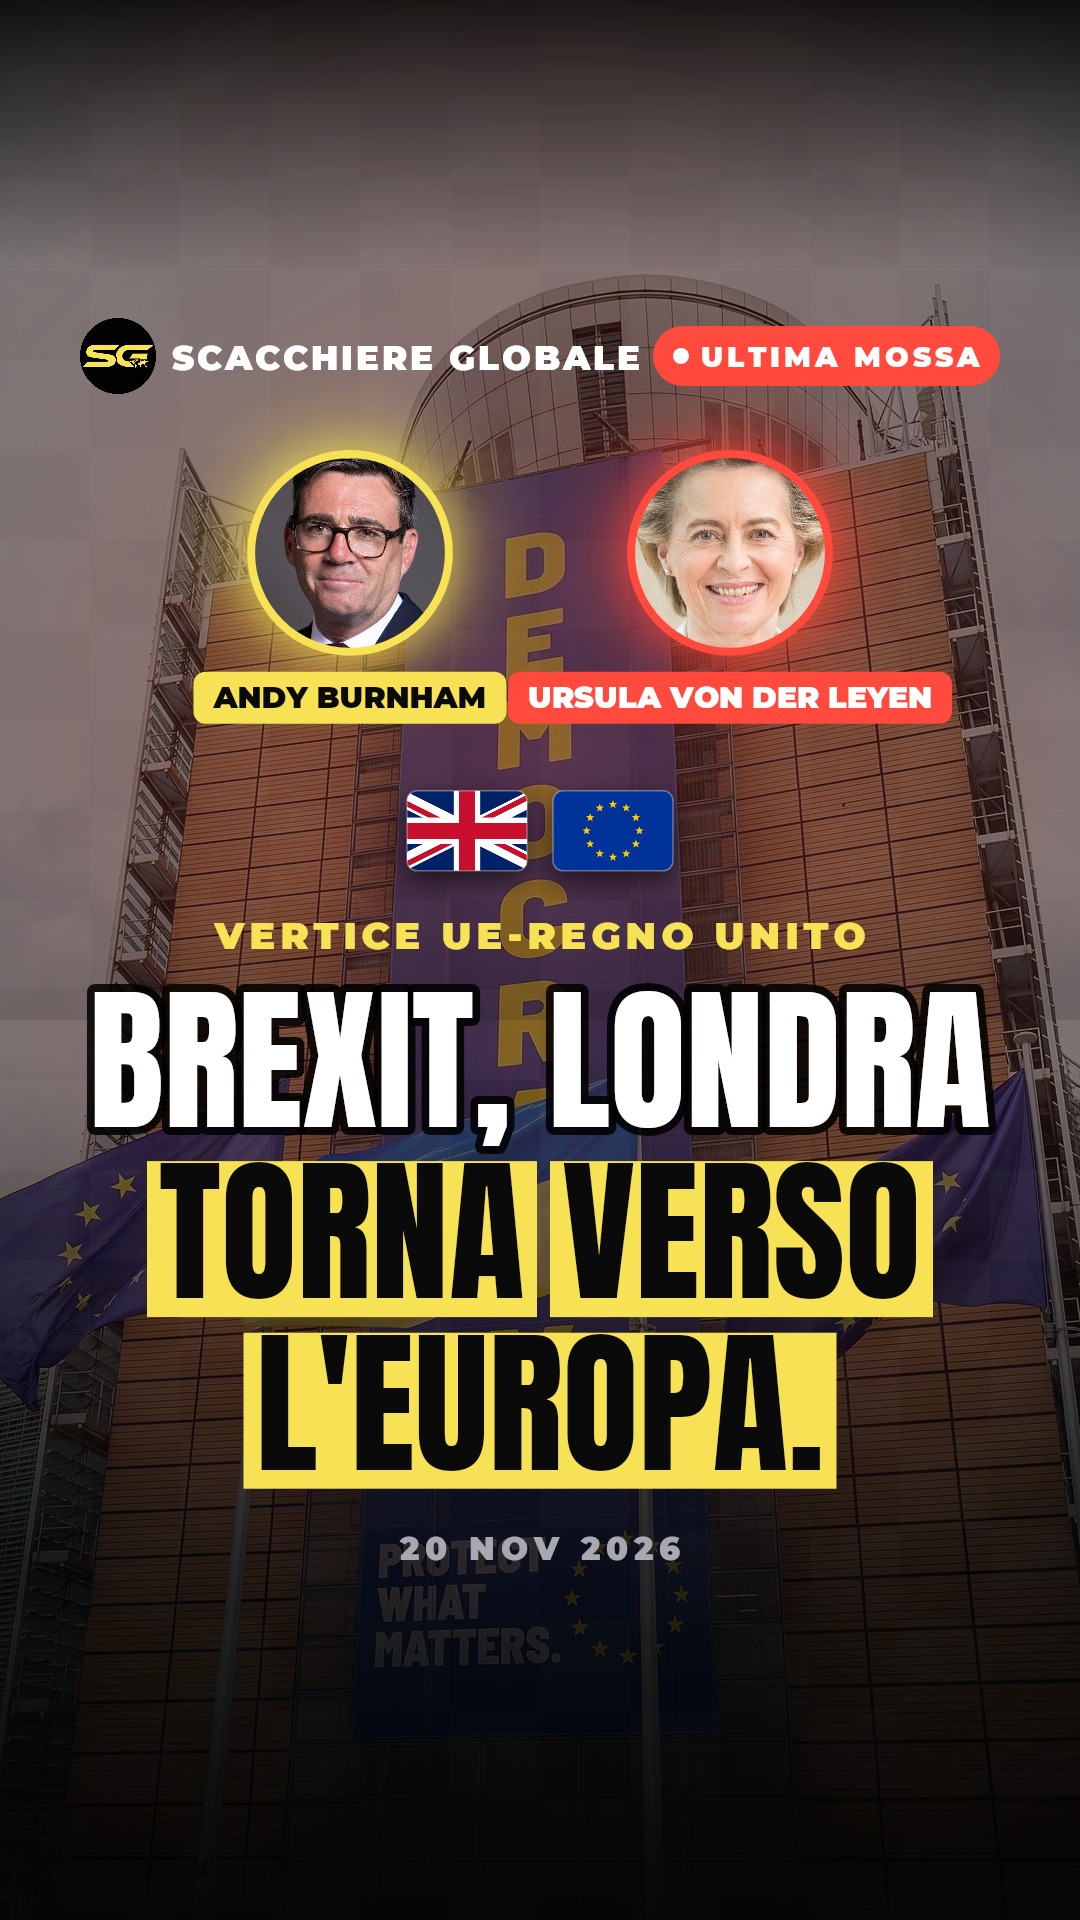 SG SCACCHIERE GLOBALE ULTIMA MOSSA
ANDY BURNHAM URSULA VON DER LEYEN
VERTICE UE-REGNO UNITO
BREXIT, LONDRA
TORNA VERSO
L'EUROPA.
20 NOV 2026
DEMOCR
PROTECT
WHAT
MATTERS.